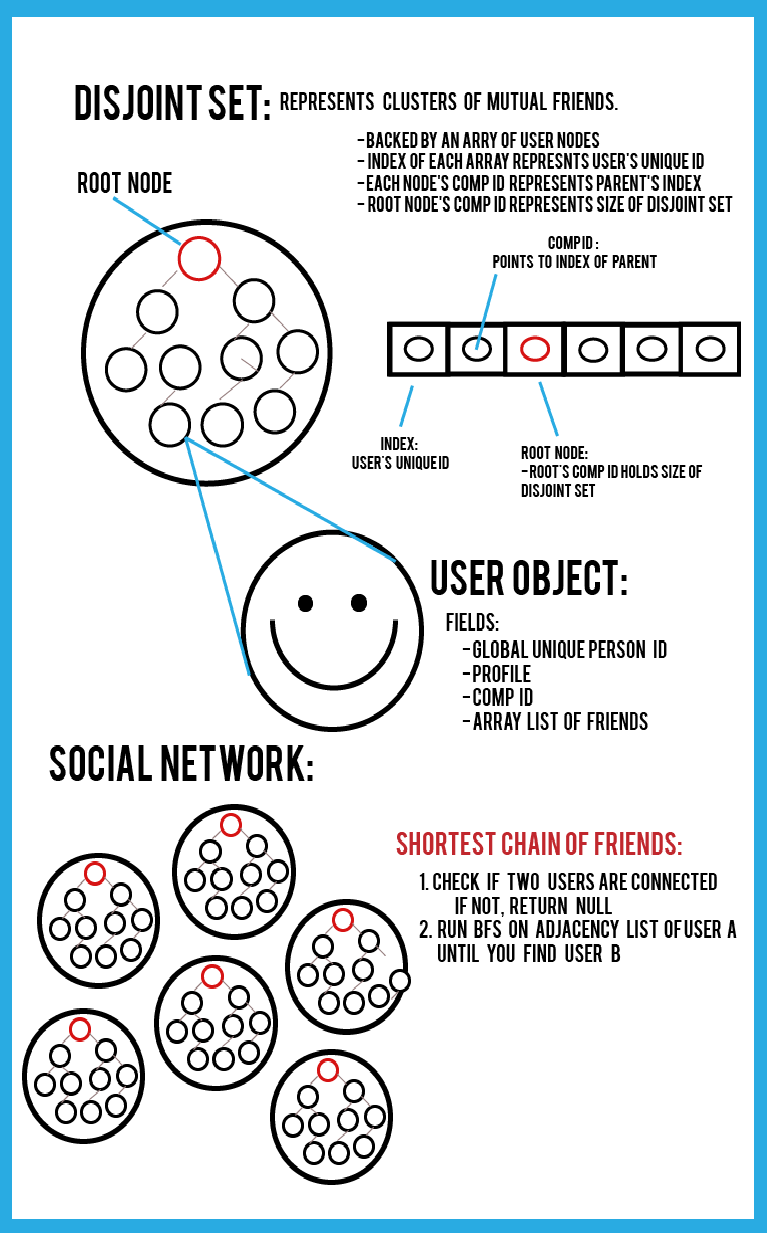 DISJOINT SET: REPRESENTS CLUSTERS OF MUTUAL FRIENDS.
-BACKED BY AN ARRY OF USER NODES
- INDEX OF EACH ARRAY REPRESNTS USER'S UNIQUE ID
-EACH NODE'S COMP ID REPRESENTS PARENT'S INDEX
- ROOT NODE'S COMP ID REPRESENTS SIZE OF DISJOINT SET
ROOT NODE
COMP ID :
POINTS TO INDEX OF PARENT
INDEX:
USER'S UNIQUE ID
ROOT NODE:
-ROOT'S COMP ID HOLDS SIZE OF
DISJOINT SET
USER OBJECT:
FIELDS:
-GLOBAL UNIQUE PERSON ID
-PROFILE
-COMP ID
-ARRAY LIST OF FRIENDS
SOCIAL NETWORK:
SHORTEST CHAIN OF FRIENDS:
1. CHECK IF TWO USERS ARE CONNECTED
IF NOT, RETURN NULL
2. RUN BFS ON ADJACENCY LIST OF USER A
UNTIL YOU FIND USER B